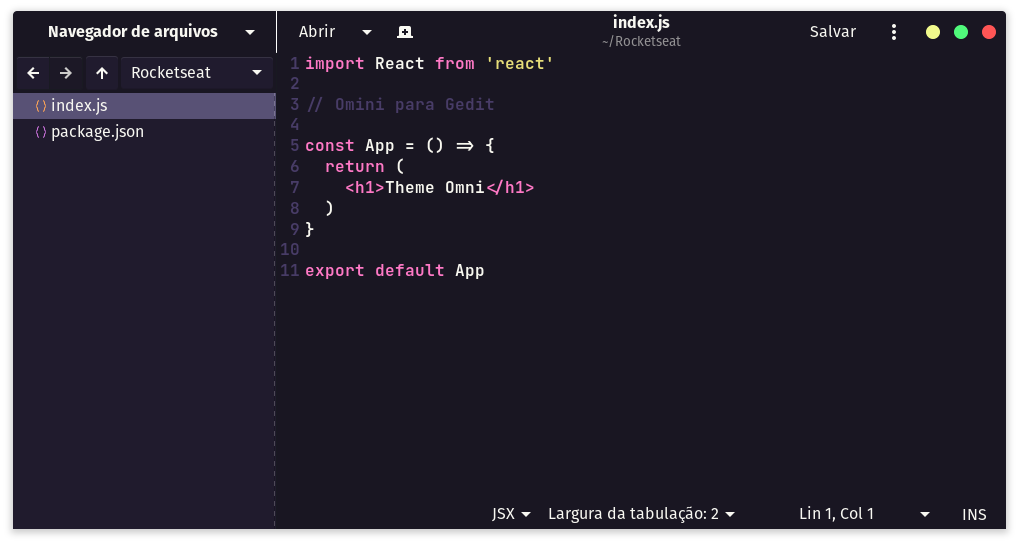 Navegador de arquivos
Abrir
index.js
~/Rocketseat
Salvar
Rocketseat
index.js
package.json
1 import React from 'react'
2
3 // Omini para Gedit
4
5 const App = () => {
6 return (
7 <h1>Theme Omni</h1>
8 )
9 }
10
11 export default App
JSX
Largura da tabulação: 2
Lin 1, Col 1
INS